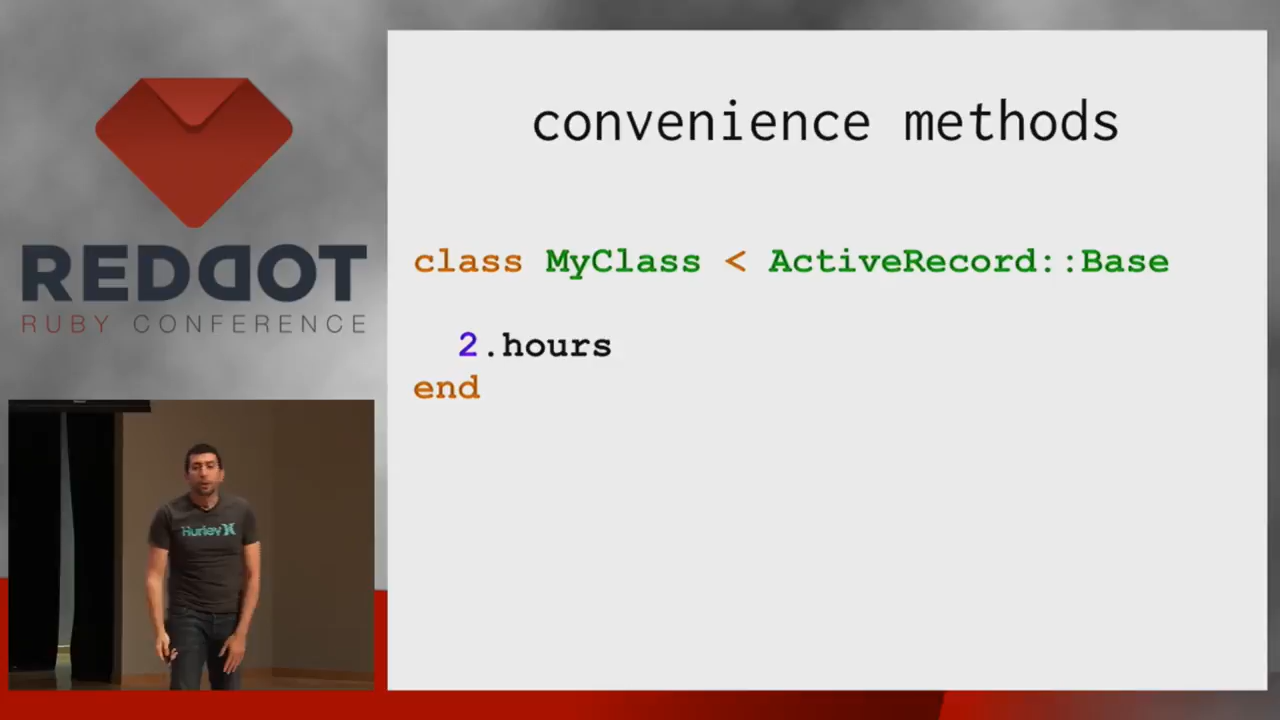 REDDOT
RUBY CONFERENCE
Hurley
convenience methods
class MyClass < ActiveRecord::Base
2.hours
end